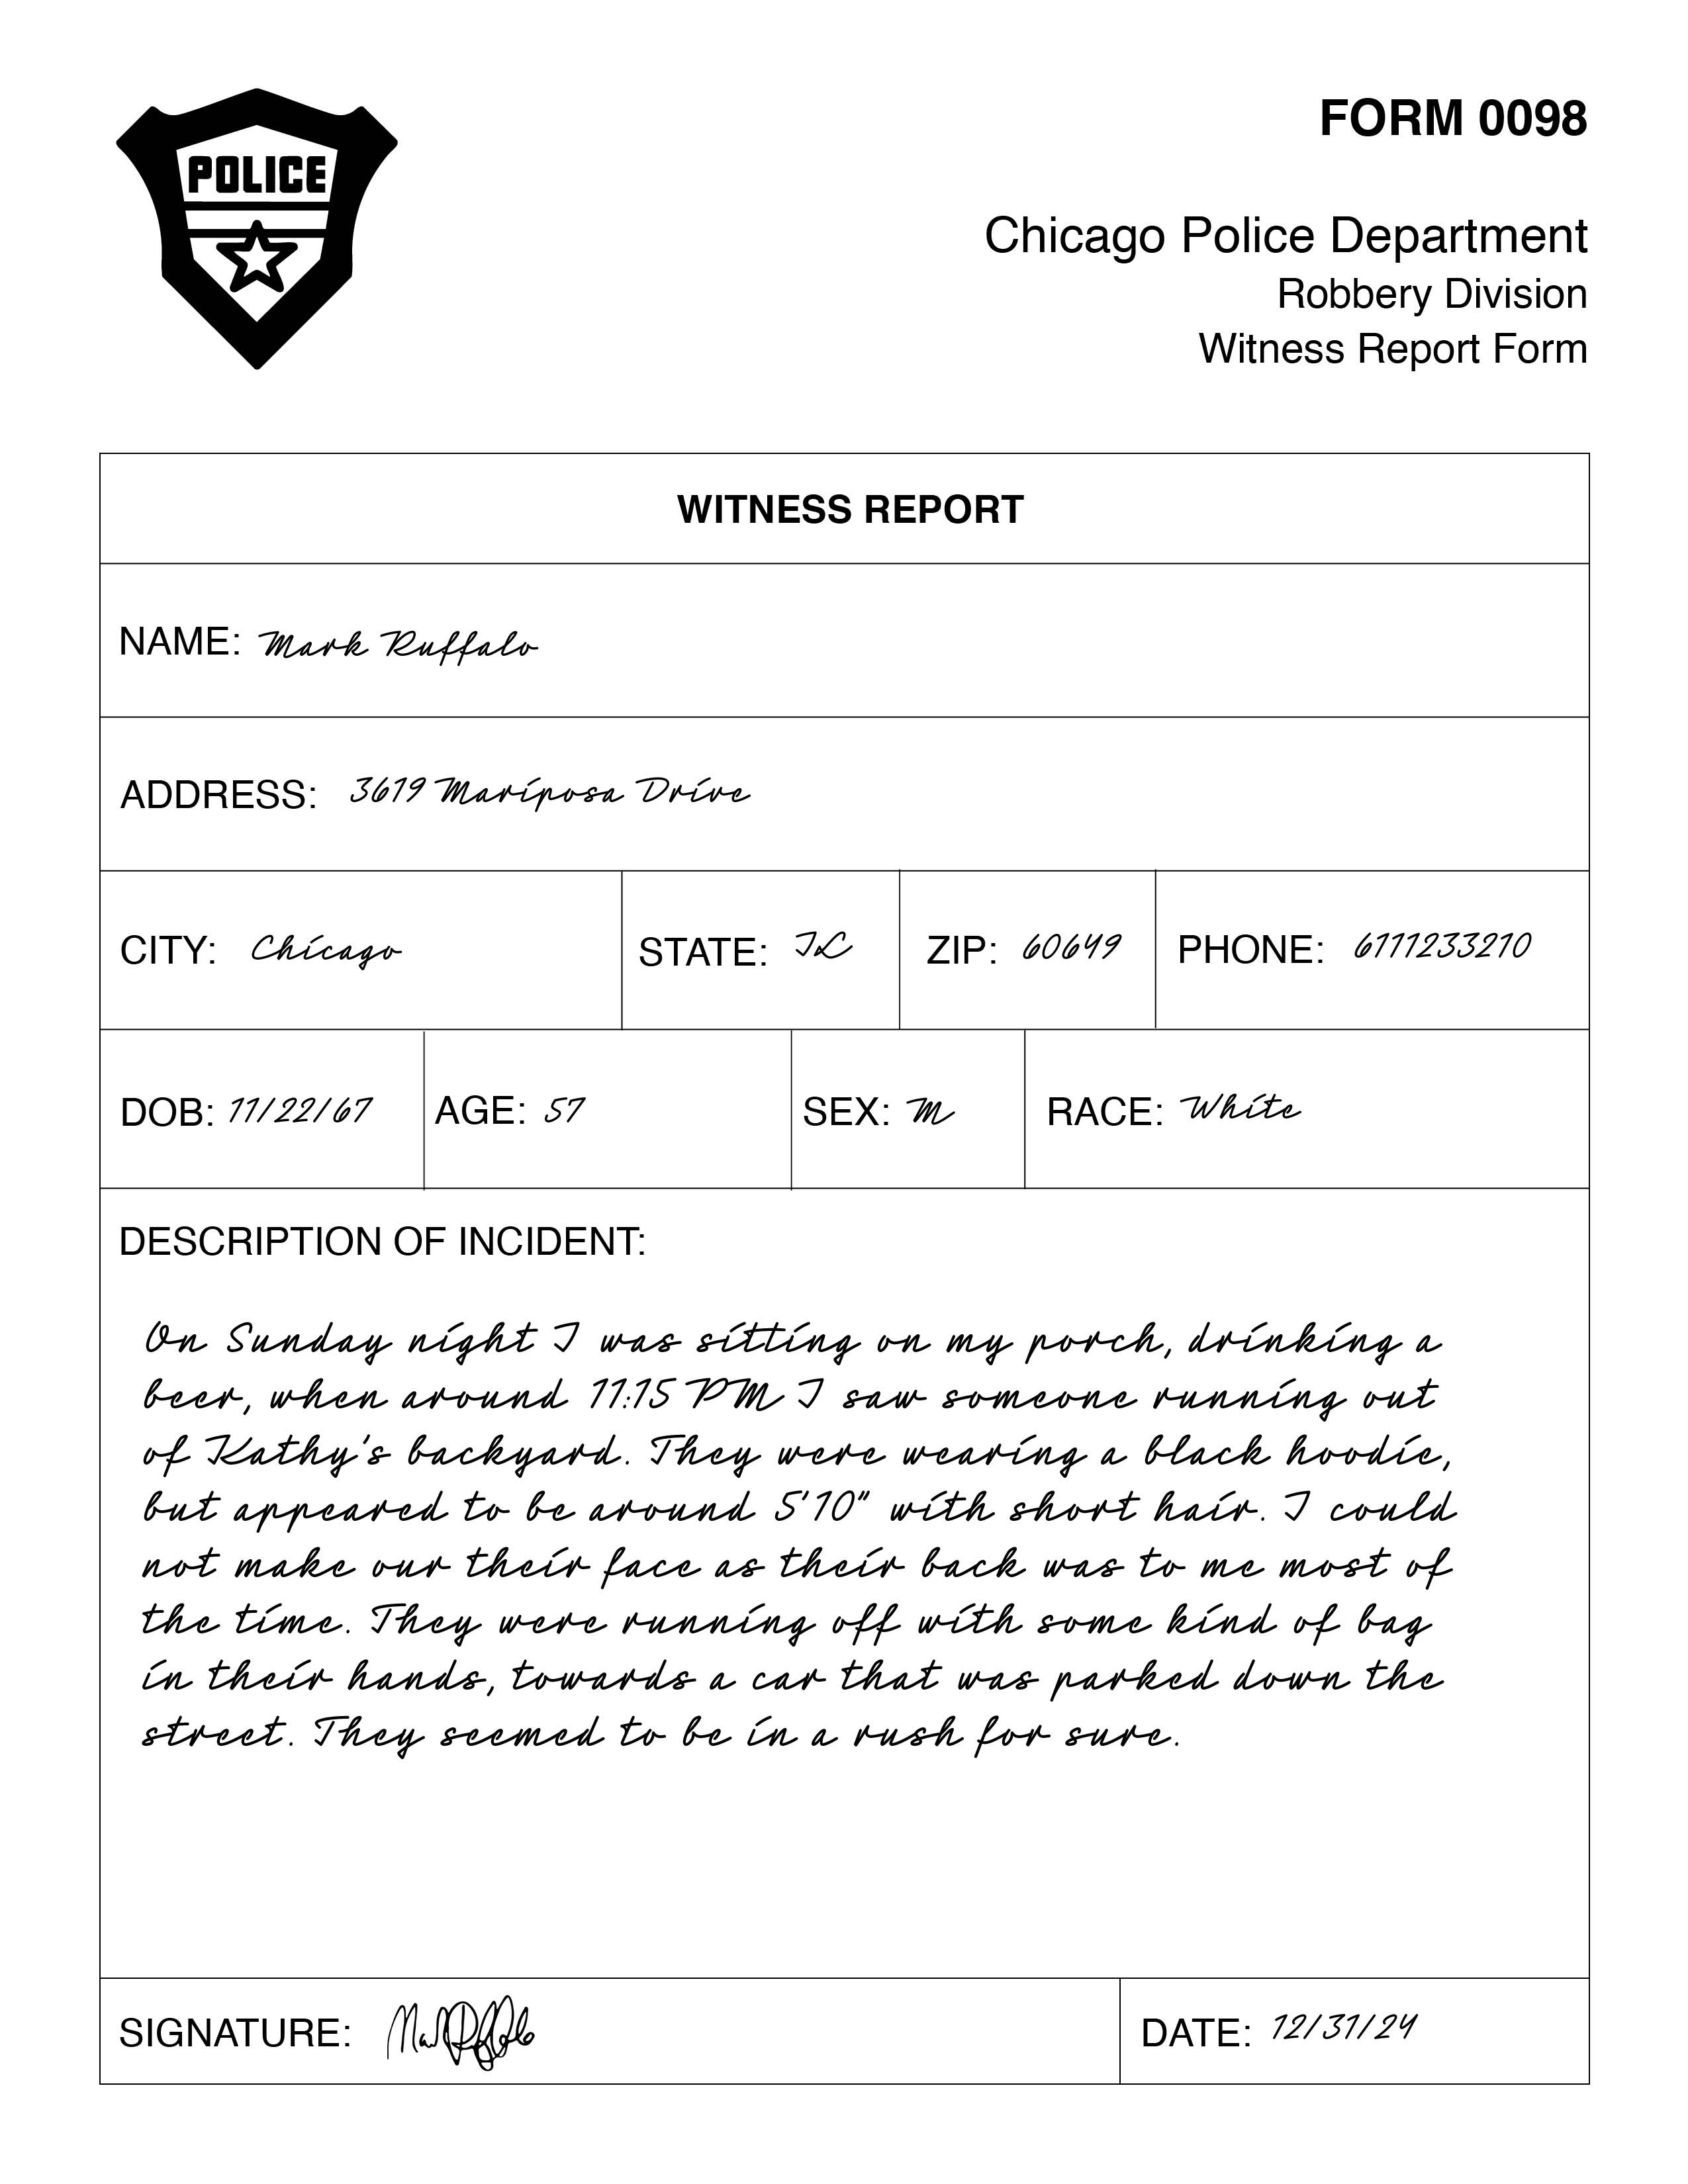 POLICE
FORM 0098
Chicago Police Department
Robbery Division
Witness Report Form
WITNESS REPORT
NAME: Mark Ruffalo
ADDRESS: 3619 Mariposa Drive
CITY: Chicago STATE: IL ZIP: 60649 PHONE: 6111233210
DOB: 11/22/67 AGE: 57 SEX: M RACE: White
DESCRIPTION OF INCIDENT:
On Sunday night I was sitting on my porch, drinking a
beer, when around 11:15 PM I saw someone running out
of Kathy's backyard. They were wearing a black hoodie,
but appeared to be around 5'10" with short hair. I could
not make our their face as their back was to me most of
the time. They were running off with some kind of bag
in their hands, towards a car that was parked down the
street. They seemed to be in a rush for sure.
SIGNATURE: Mark Ruffalo DATE: 12/31/24